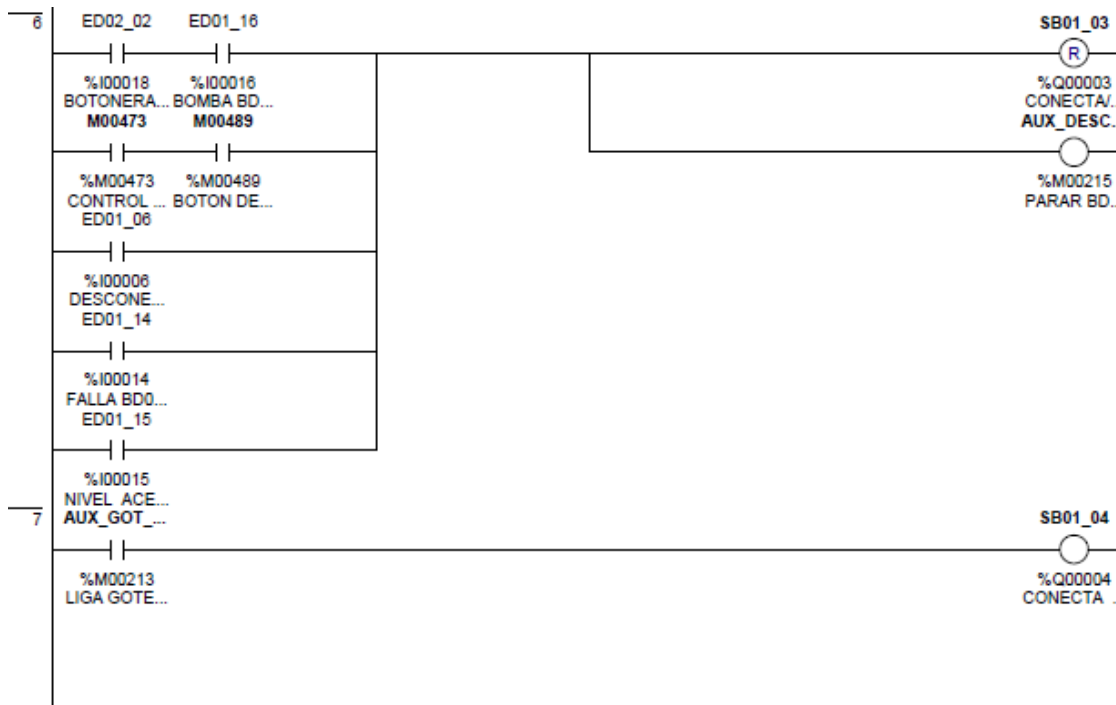 6 ED02_02 ED01_16 SB01_03
R
%I00018 %I00016 %Q00003
BOTONERA... BOMBA BD... CONECTA/..
M00473 M00489 AUX_DESC.
%M00473 %M00489 %M00215
CONTROL ... BOTON DE... PARAR BD..
ED01_06
%I00006
DESCONE...
ED01_14
%I00014
FALLA BD0...
ED01_15
%I00015
NIVEL ACE...
7 AUX_GOT_... SB01_04
%M00213 %Q00004
LIGA GOTE... CONECTA .